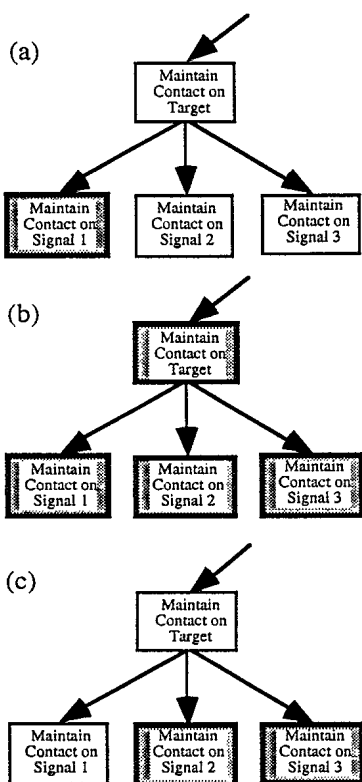 (a)
Maintain
Contact on
Target
Maintain
Contact on
Signal 1
Maintain
Contact on
Signal 2
Maintain
Contact on
Signal 3
(b)
Maintain
Contact on
Target
Maintain
Contact on
Signal 1
Maintain
Contact on
Signal 2
Maintain
Contact on
Signal 3
(c)
Maintain
Contact on
Target
Maintain
Contact on
Signal 1
Maintain
Contact on
Signal 2
Maintain
Contact on
Signal 3